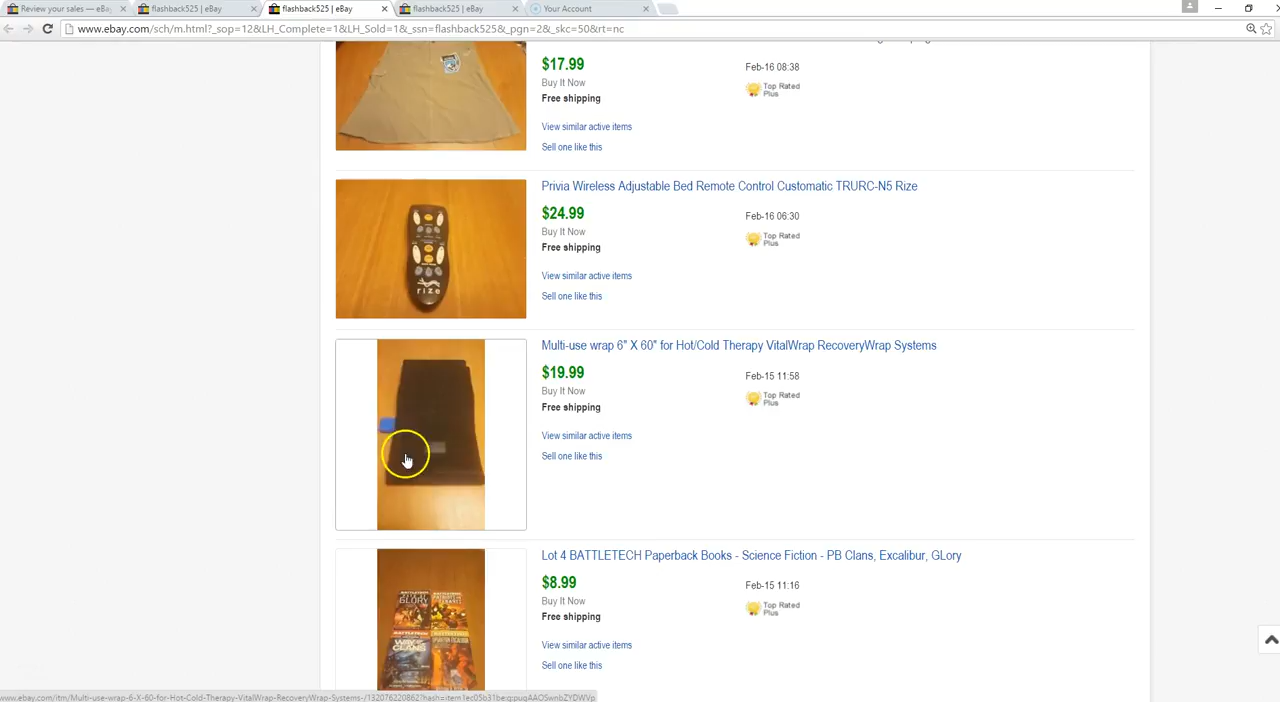 Review your sales — eBa
flashback525 | eBay
flashback525 | eBay
flashback525 | eBay
Your Account
www.ebay.com/sch/m.html?_sop=12&LH_Complete=1&LH_Sold=1&_ssn=flashback525&_pgn=2&_skc=50&rt=nc
$17.99
Feb-16 08:38
Buy It Now
Top Rated
Plus
Free shipping
View similar active items
Sell one like this
Privia Wireless Adjustable Bed Remote Control Customatic TRURC-N5 Rize
$24.99
Feb-16 06:30
Buy It Now
Top Rated
Plus
Free shipping
View similar active items
Sell one like this
rize
Multi-use wrap 6" X 60" for Hot/Cold Therapy VitalWrap RecoveryWrap Systems
$19.99
Feb-15 11:58
Buy It Now
Top Rated
Plus
Free shipping
View similar active items
Sell one like this
Lot 4 BATTLETECH Paperback Books - Science Fiction - PB Clans, Excalibur, GLory
$8.99
Feb-15 11:16
Buy It Now
Top Rated
Plus
Free shipping
View similar active items
Sell one like this